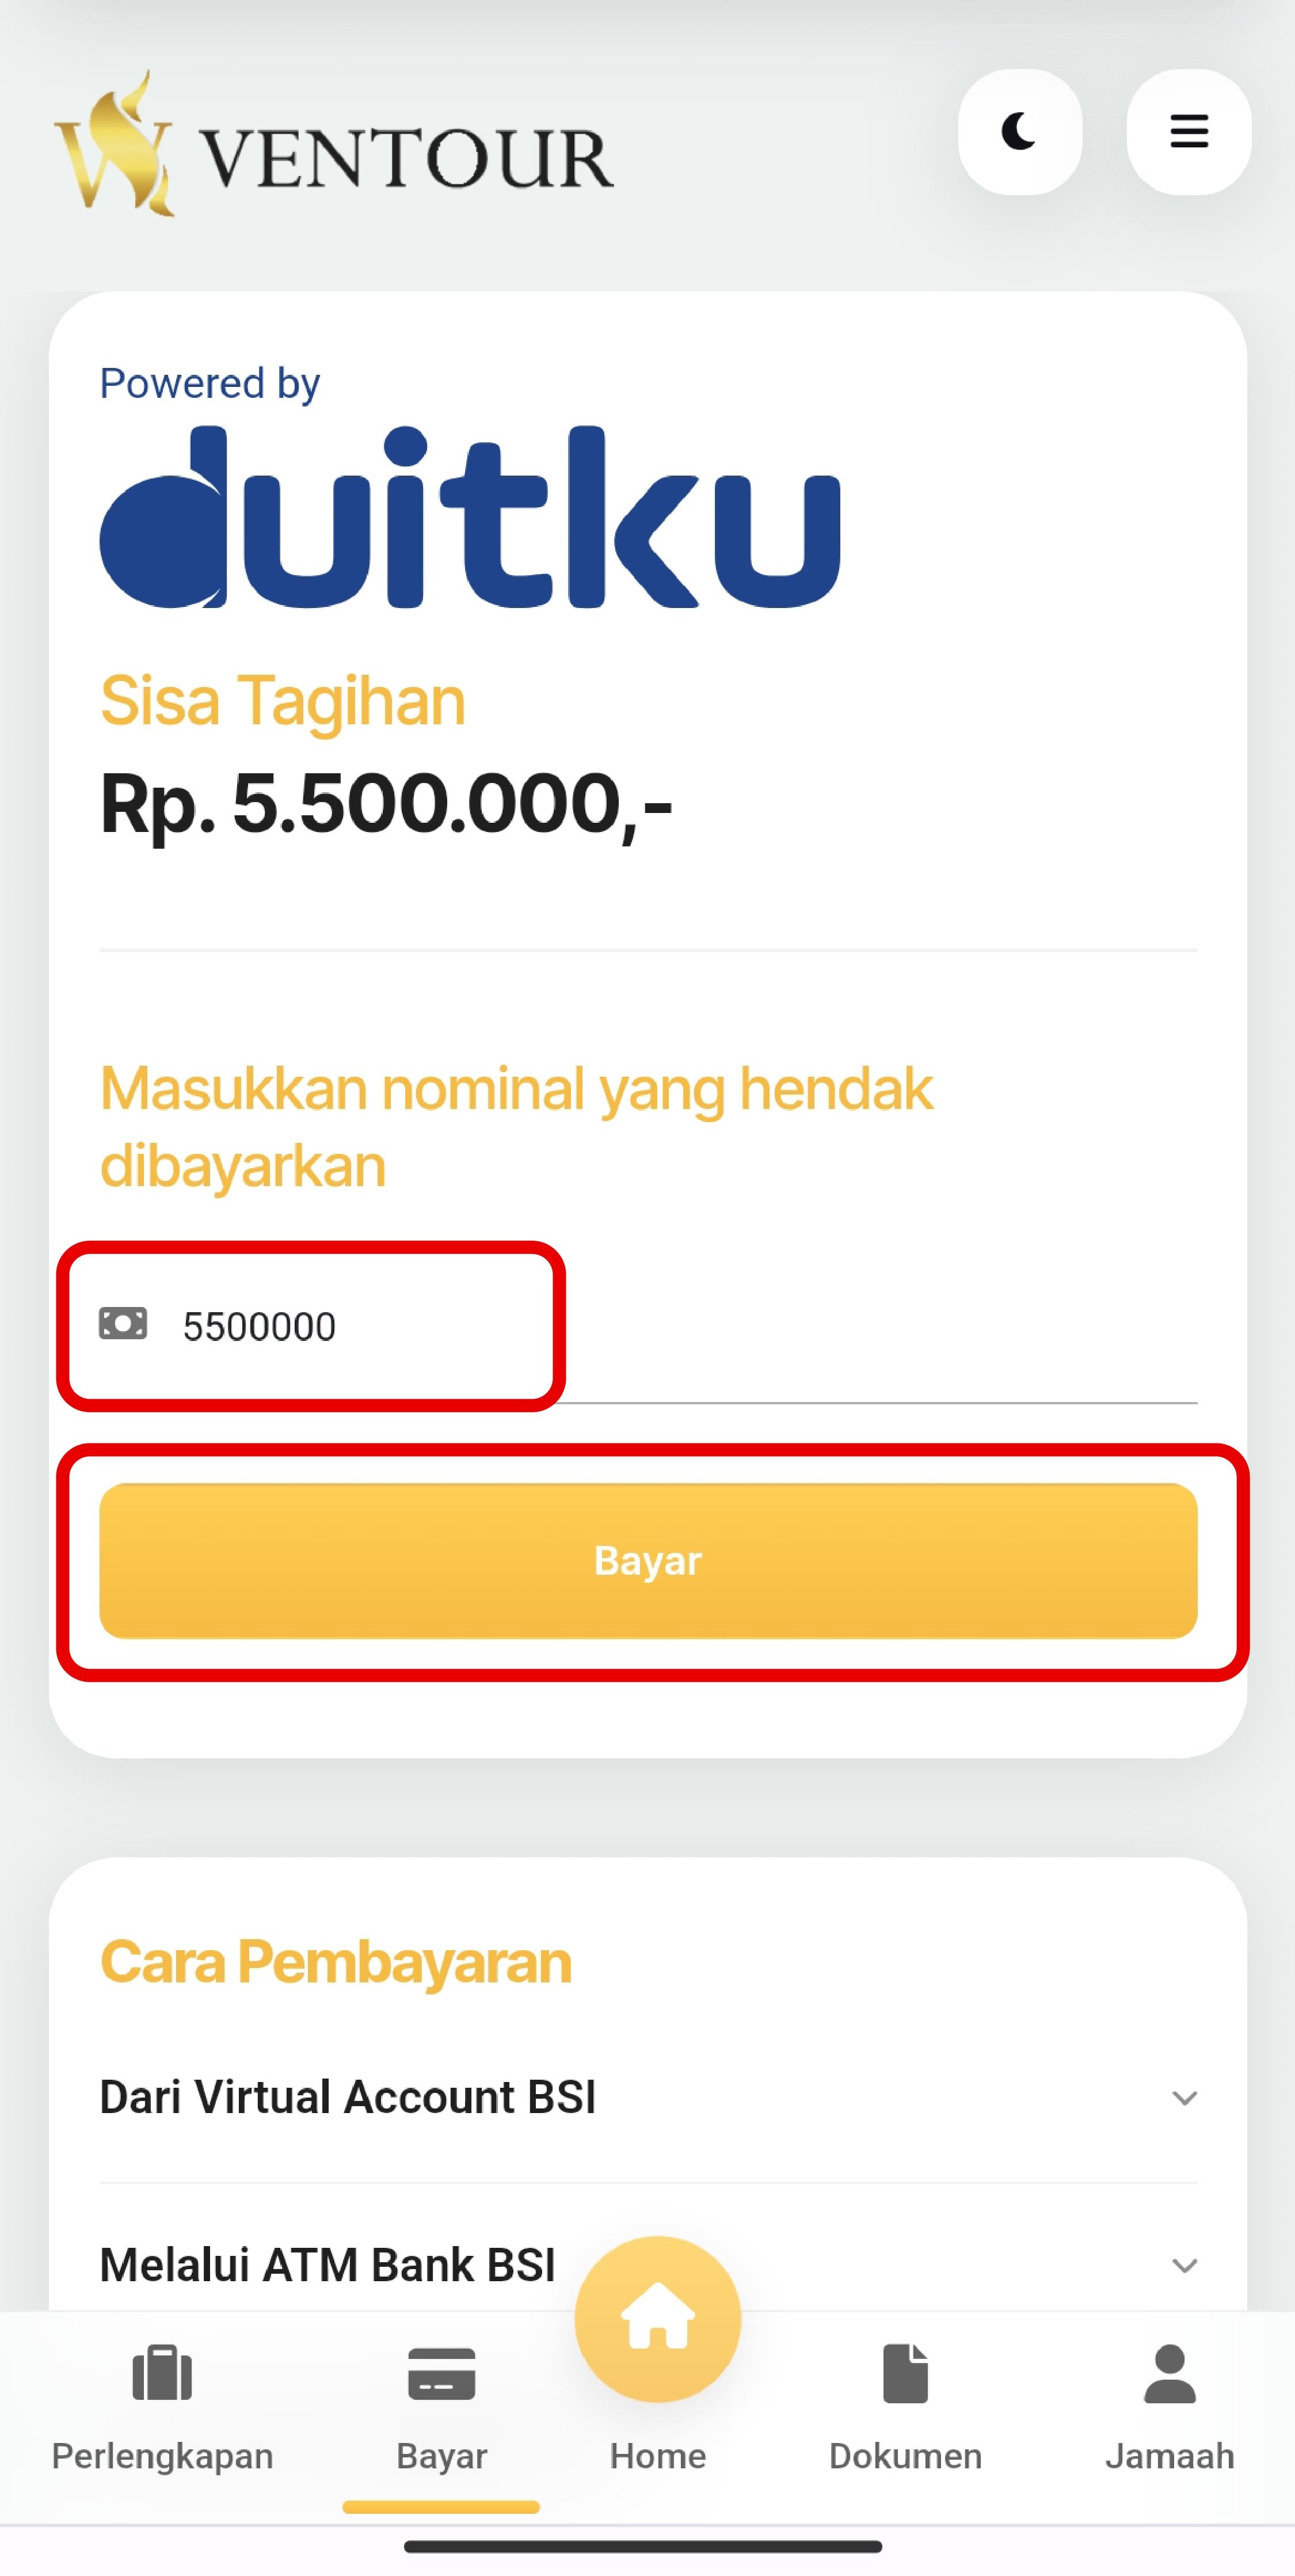 VENTOUR
Powered by
duitku
Sisa Tagihan
Rp. 5.500.000,-
Masukkan nominal yang hendak
dibayarkan
5500000
Bayar
Cara Pembayaran
Dari Virtual Account BSI
Melalui ATM Bank BSI
Perlengkapan
Bayar
Home
Dokumen
Jamaah